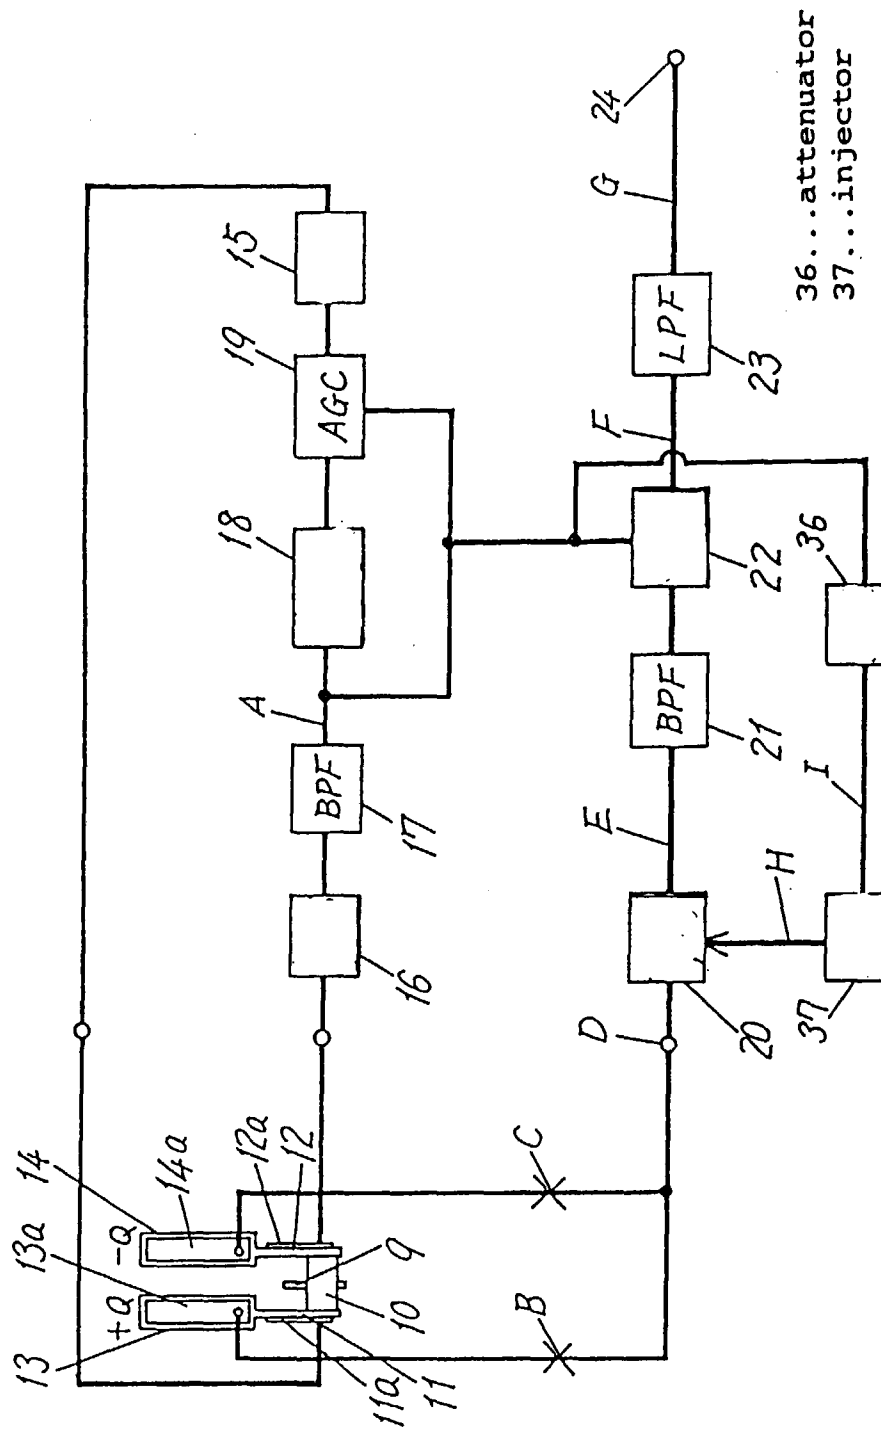 14
-Q
14a
12a
12
13a
+Q
13
9
10
11
11a
15
19
AGC
18
A
BPF
17
16
24
G
LPF
23
F
22
36
BPF
21
E
I
H
D
20
37
C
B
36...attenuator
37...injector